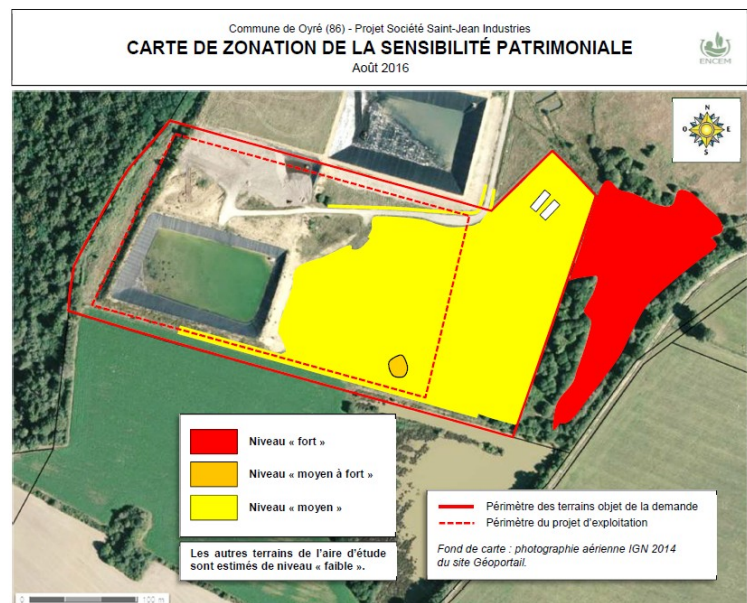 Commune de Oyré (86) - Projet Société Saint-Jean Industries
CARTE DE ZONATION DE LA SENSIBILITÉ PATRIMONIALE
Août 2016
ENCEM
N
O E
S
Niveau « fort »
Niveau « moyen à fort »
Niveau « moyen »
Les autres terrains de l'aire d'étude
sont estimés de niveau « faible ».
Périmètre des terrains objet de la demande
Périmètre du projet d'exploitation
Fond de carte : photographie aérienne IGN 2014
du site Géoportail.
0 100 m